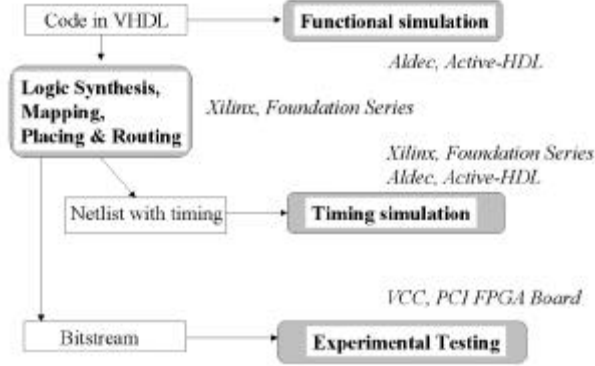 Code in VHDL
Functional simulation
Aldec, Active-HDL
Logic Synthesis,
Mapping,
Placing & Routing
Xilinx, Foundation Series
Xilinx, Foundation Series
Aldec, Active-HDL
Netlist with timing
Timing simulation
VCC, PCI FPGA Board
Bitstream
Experimental Testing